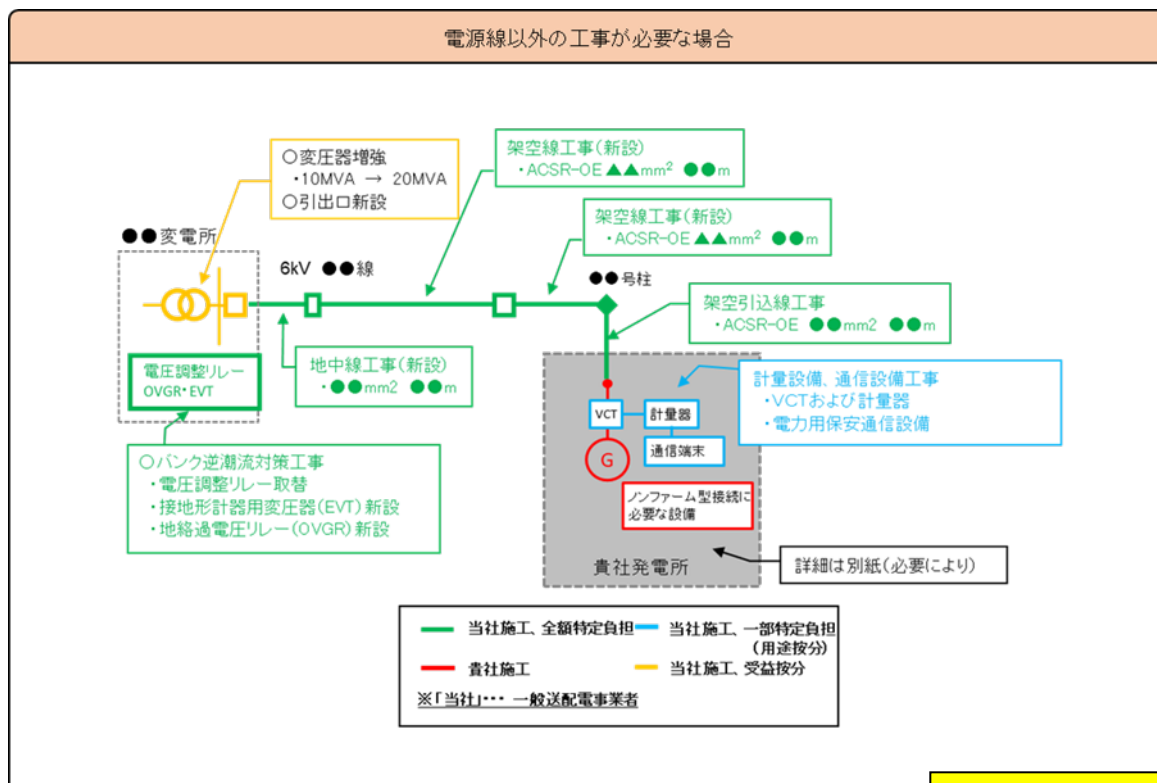 電源線以外の工事が必要な場合
○変圧器増強
・10MVA → 20MVA
○引出口新設
架空線工事(新設)
・ACSR-OE ▲▲mm² ●●m
架空線工事(新設)
・ACSR-OE ▲▲mm² ●●m
●●変電所
6kV ●●線
●●号柱
架空引込線工事
・ACSR-OE ●●mm2 ●●m
電圧調整リレー
OVGR・EVT
地中線工事(新設)
・●●mm2 ●●m
計量設備、通信設備工事
・VCTおよび計量器
・電力用保安通信設備
VCT
計量器
通信端末
G
○バンク逆潮流対策工事
・電圧調整リレー取替
・接地形計器用変圧器(EVT)新設
・地絡過電圧リレー(OVGR)新設
ノンファーム型接続に
必要な設備
貴社発電所
詳細は別紙(必要により)
当社施工、全額特定負担
当社施工、一部特定負担
(用途按分)
貴社施工
当社施工、受益按分
※「当社」・・・ 一般送配電事業者